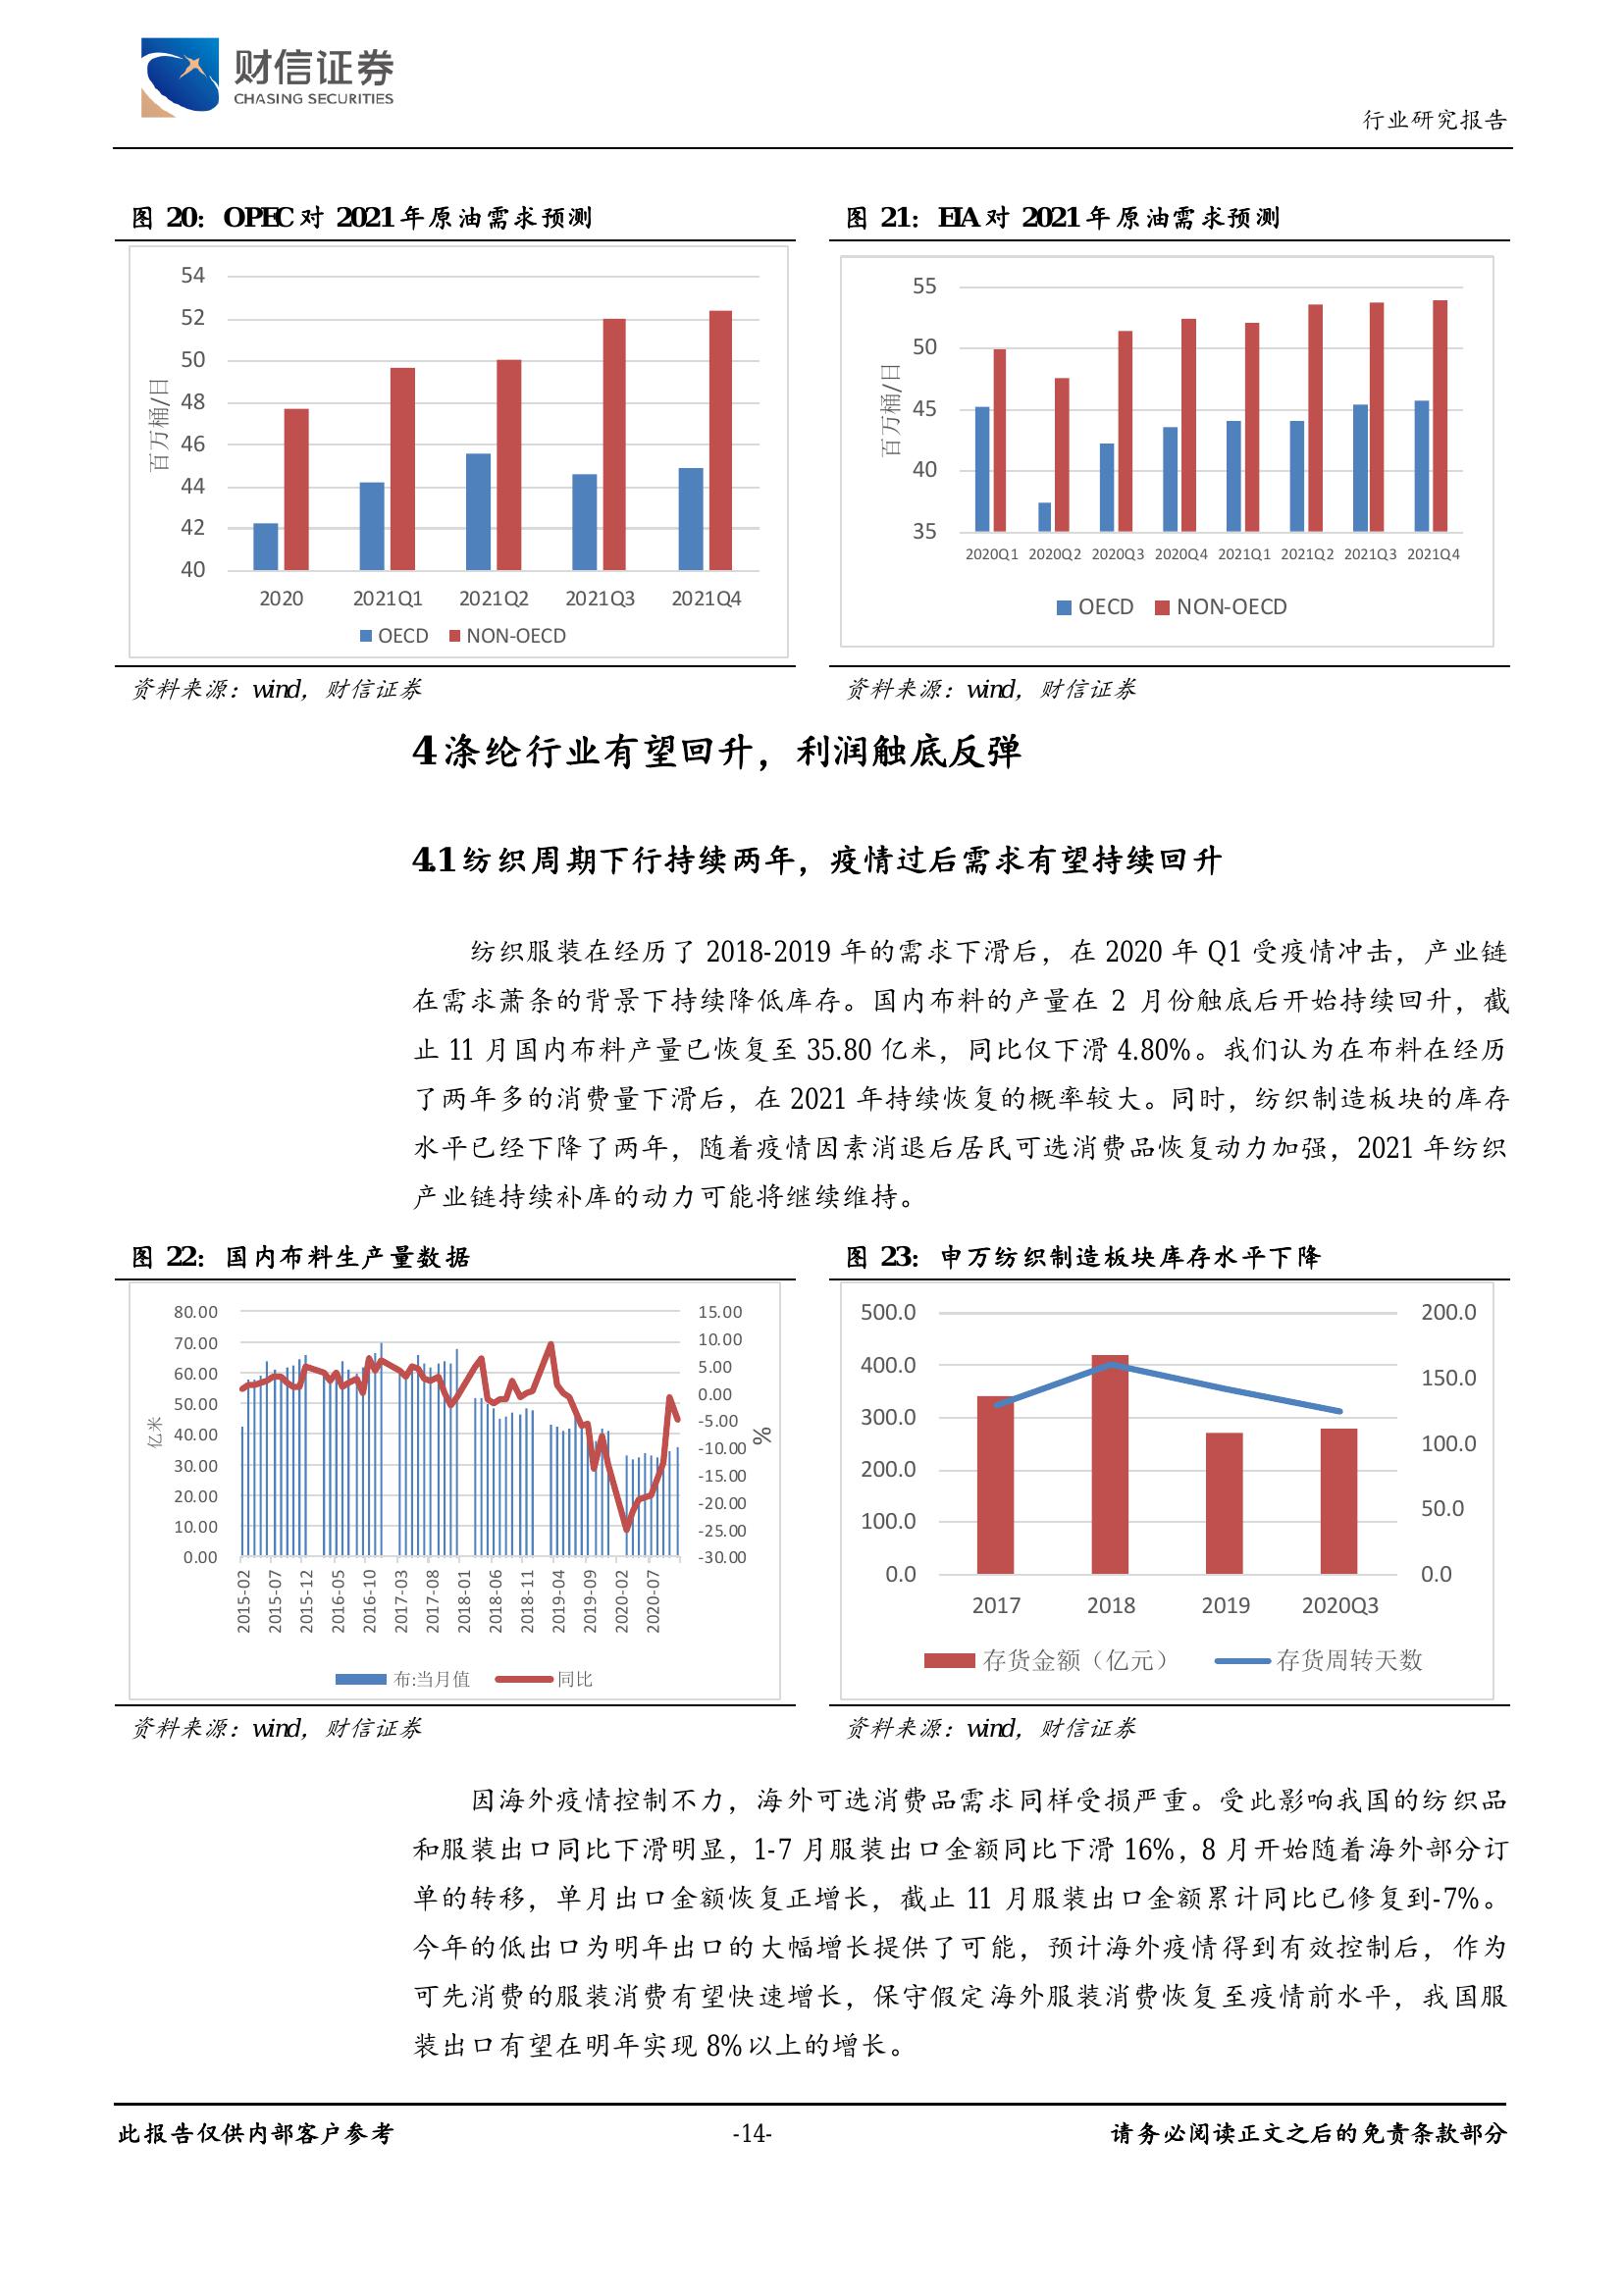 财信证券
CHASING SECURITIES
行业研究报告
图 20：OPEC 对 2021 年原油需求预测
54
52
50
48
46
44
42
40
百万桶/日
2020 2021Q1 2021Q2 2021Q3 2021Q4
OECD NON-OECD
资料来源：wind，财信证券
图 21：EIA 对 2021 年原油需求预测
55
50
45
40
35
百万桶/日
2020Q1 2020Q2 2020Q3 2020Q4 2021Q1 2021Q2 2021Q3 2021Q4
OECD NON-OECD
资料来源：wind，财信证券
4 涤纶行业有望回升，利润触底反弹
4.1 纺织周期下行持续两年，疫情过后需求有望持续回升
纺织服装在经历了 2018-2019 年的需求下滑后，在 2020 年 Q1 受疫情冲击，产业链
在需求萧条的背景下持续降低库存。国内布料的产量在 2 月份触底后开始持续回升，截
止 11 月国内布料产量已恢复至 35.80 亿米，同比仅下滑 4.80%。我们认为在布料在经历
了两年多的消费量下滑后，在 2021 年持续恢复的概率较大。同时，纺织制造板块的库存
水平已经下降了两年，随着疫情因素消退后居民可选消费品恢复动力加强，2021 年纺织
产业链持续补库的动力可能将继续维持。
图 22：国内布料生产量数据
80.00
70.00
60.00
50.00
40.00
30.00
20.00
10.00
0.00
亿米
15.00
10.00
5.00
0.00
-5.00
-10.00
-15.00
-20.00
-25.00
-30.00
%
2015-02 2015-07 2015-12 2016-05 2016-10 2017-03 2017-08 2018-01 2018-06 2018-11 2019-04 2019-09 2020-02 2020-07
布:当月值 同比
资料来源：wind，财信证券
图 23：申万纺织制造板块库存水平下降
500.0
400.0
300.0
200.0
100.0
0.0
200.0
150.0
100.0
50.0
0.0
2017 2018 2019 2020Q3
存货金额（亿元） 存货周转天数
资料来源：wind，财信证券
因海外疫情控制不力，海外可选消费品需求同样受损严重。受此影响我国的纺织品
和服装出口同比下滑明显，1-7 月服装出口金额同比下滑 16%，8 月开始随着海外部分订
单的转移，单月出口金额恢复正增长，截止 11 月服装出口金额累计同比已修复到-7%。
今年的低出口为明年出口的大幅增长提供了可能，预计海外疫情得到有效控制后，作为
可先消费的服装消费有望快速增长，保守假定海外服装消费恢复至疫情前水平，我国服
装出口有望在明年实现 8%以上的增长。
此报告仅供内部客户参考
-14-
请务必阅读正文之后的免责条款部分